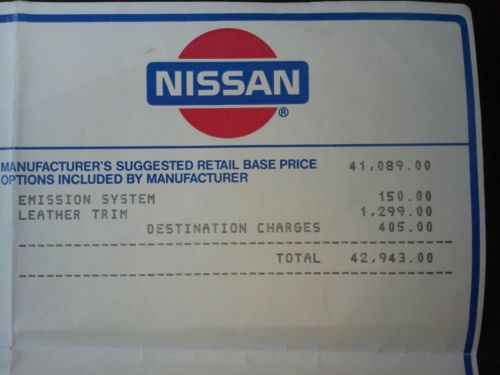 NISSAN
®
MANUFACTURER'S SUGGESTED RETAIL BASE PRICE 41,089.00
OPTIONS INCLUDED BY MANUFACTURER
EMISSION SYSTEM 150.00
LEATHER TRIM 1,299.00
DESTINATION CHARGES 405.00
TOTAL 42,943.00